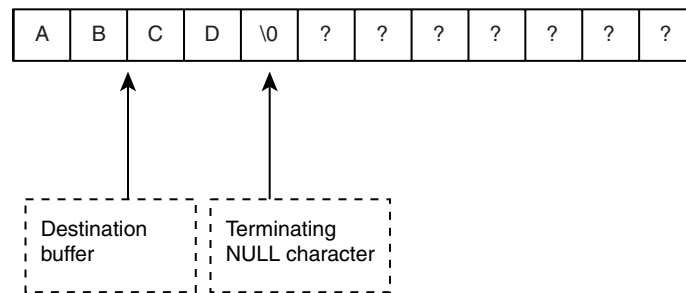 A B C D \0 ? ? ? ? ? ? ?
Destination
buffer
Terminating
NULL character